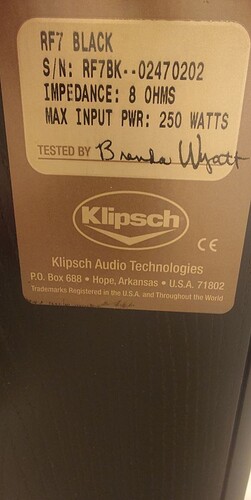 RF7 BLACK
S/N: RF7BK--02470202
IMPEDANCE: 8 OHMS
MAX INPUT PWR: 250 WATTS
TESTED BY Brenda Wyatt
Klipsch
CE
Klipsch Audio Technologies
P.O. Box 688 • Hope, Arkansas • U.S.A. 71802
Trademarks Registered in the U.S.A. and Throughout the World